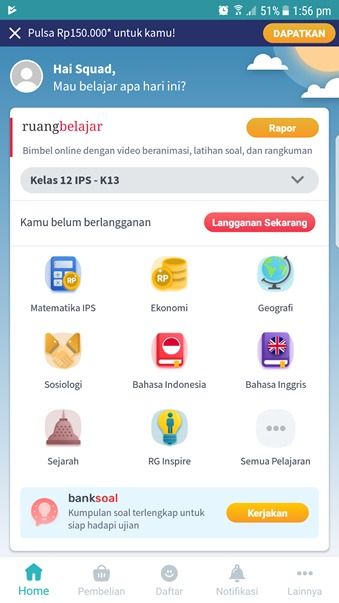 51% 1:56 pm
Pulsa Rp150.000* untuk kamu! DAPATKAN
Hai Squad,
Mau belajar apa hari ini?
ruangbelajar Rapor
Bimbel online dengan video beranimasi, latihan soal, dan rangkuman
Kelas 12 IPS - K13
Kamu belum berlangganan Langganan Sekarang
RP RP
Matematika IPS Ekonomi Geografi
Sosiologi Bahasa Indonesia Bahasa Inggris
RG
Sejarah RG Inspire Semua Pelajaran
banksoal
Kumpulan soal terlengkap untuk
siap hadapi ujian
Kerjakan
Home Pembelian Daftar Notifikasi Lainnya